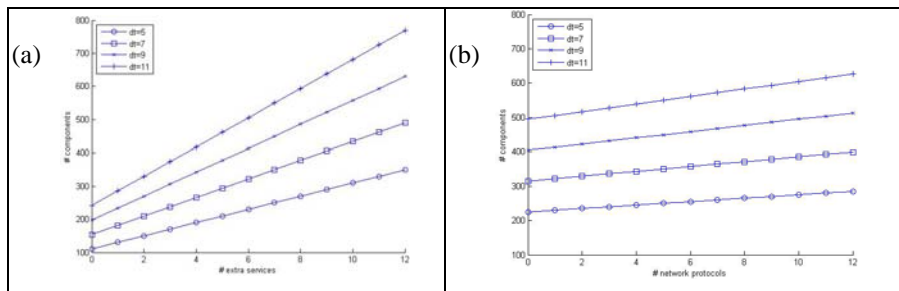 (a)
800
700
600
500
400
300
200
100
# components
dt=5
dt=7
dt=9
dt=11
0
2
4
6
8
10
12
# extra services
(b)
800
700
600
500
400
300
200
100
# components
dt=5
dt=7
dt=9
dt=11
0
2
4
6
8
10
12
# network protocols